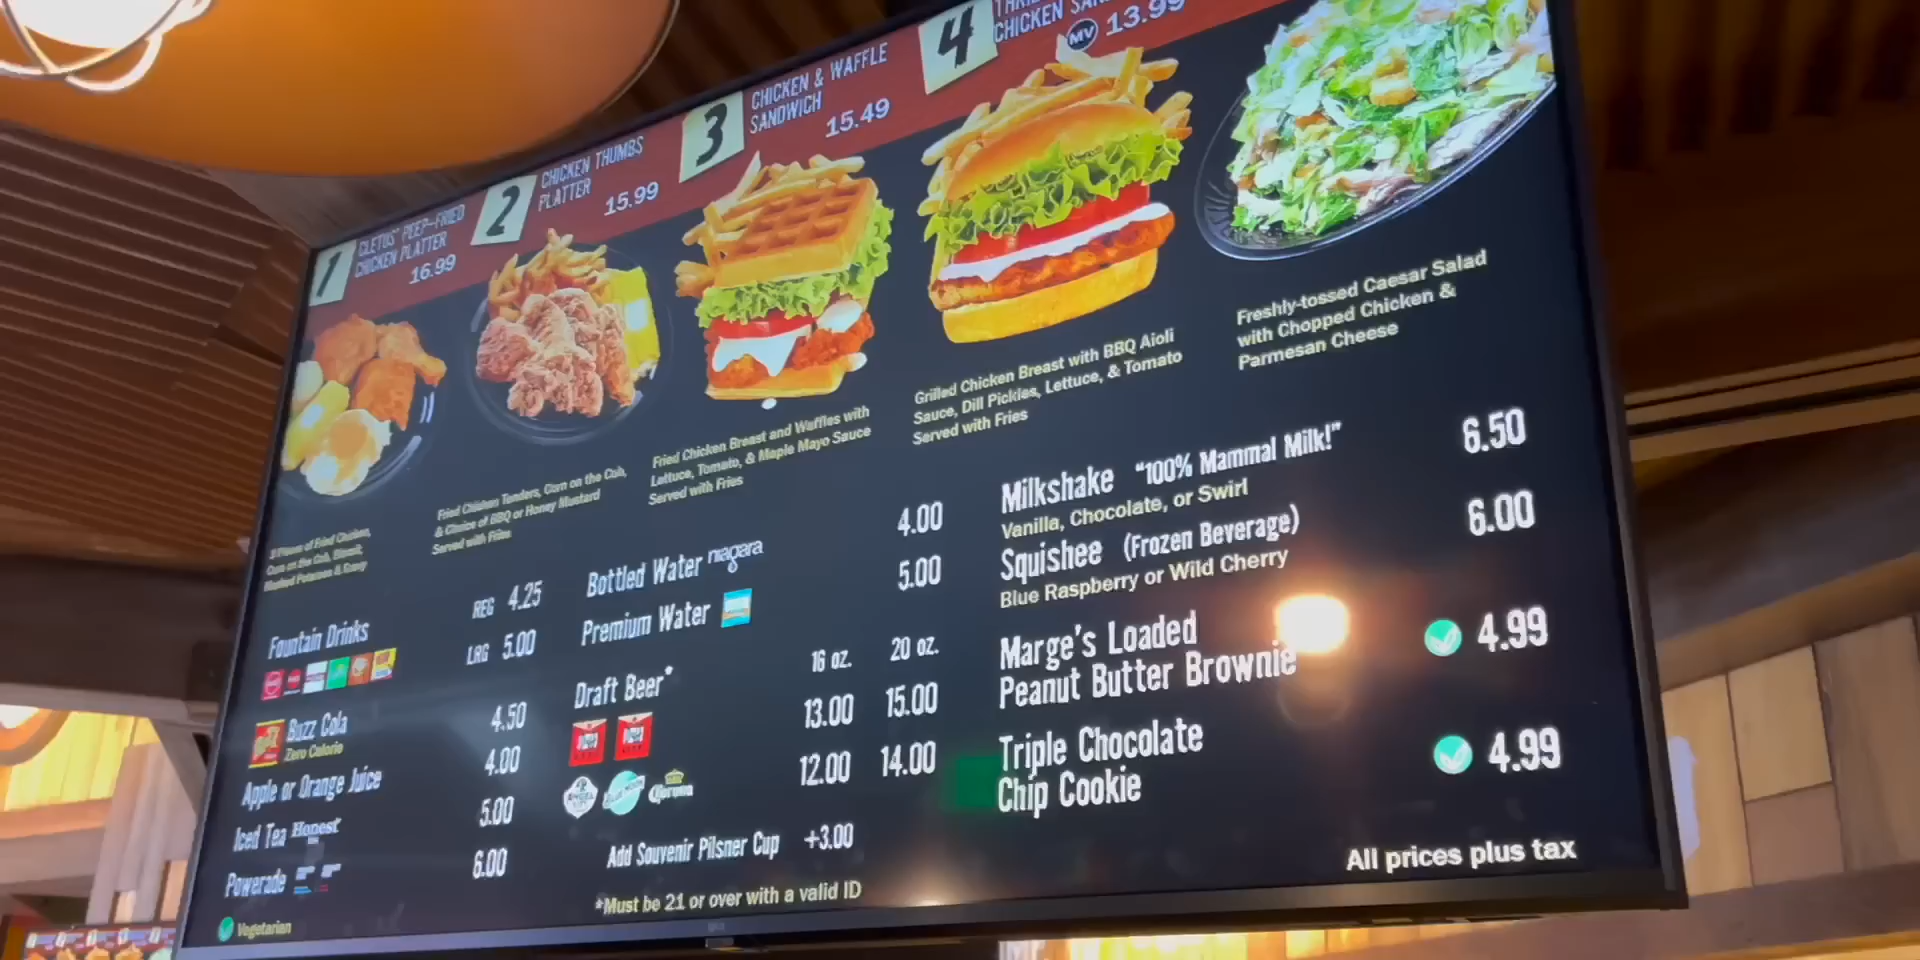 1
CLETUS' PEEP-FRIED
CHICKEN PLATTER
16.99
2
CHICKEN THUMBS
PLATTER
15.99
3
CHICKEN & WAFFLE
SANDWICH
15.49
4
CHICKEN
MV 13.99
Corn on the Cob, Biscuit,
Mashed Potatoes & Gravy
Fried Chicken Tenders, Corn on the Cob,
& Choice of BBQ or Honey Mustard
Served with Fries
Fried Chicken Breast and Waffles with
Lettuce, Tomato, & Maple Mayo Sauce
Served with Fries
Grilled Chicken Breast with BBQ Aioli
Sauce, Dill Pickles, Lettuce, & Tomato
Served with Fries
Freshly-tossed Caesar Salad
with Chopped Chicken &
Parmesan Cheese
Fountain Drinks
REG 4.25
LRG 5.00
Buzz Cola 4.50
Zero Calorie
Apple or Orange Juice 4.00
Iced Tea Honest 5.00
Powerade 6.00
Vegetarian
Bottled Water niagara 4.00
Premium Water 5.00
16 oz. 20 oz.
Draft Beer*
13.00 15.00
Corona 12.00 14.00
Add Souvenir Pilsner Cup +3.00
*Must be 21 or over with a valid ID
Milkshake "100% Mammal Milk!" 6.50
Vanilla, Chocolate, or Swirl
Squishee (Frozen Beverage) 6.00
Blue Raspberry or Wild Cherry
Marge's Loaded
Peanut Butter Brownie 4.99
Triple Chocolate
Chip Cookie 4.99
All prices plus tax